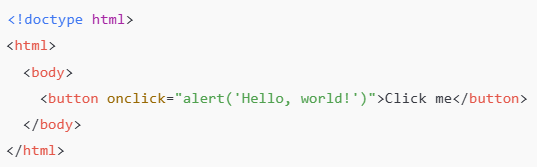 <!doctype html>
<html>
  <body>
    <button onclick="alert('Hello, world!')">Click me</button>
  </body>
</html>